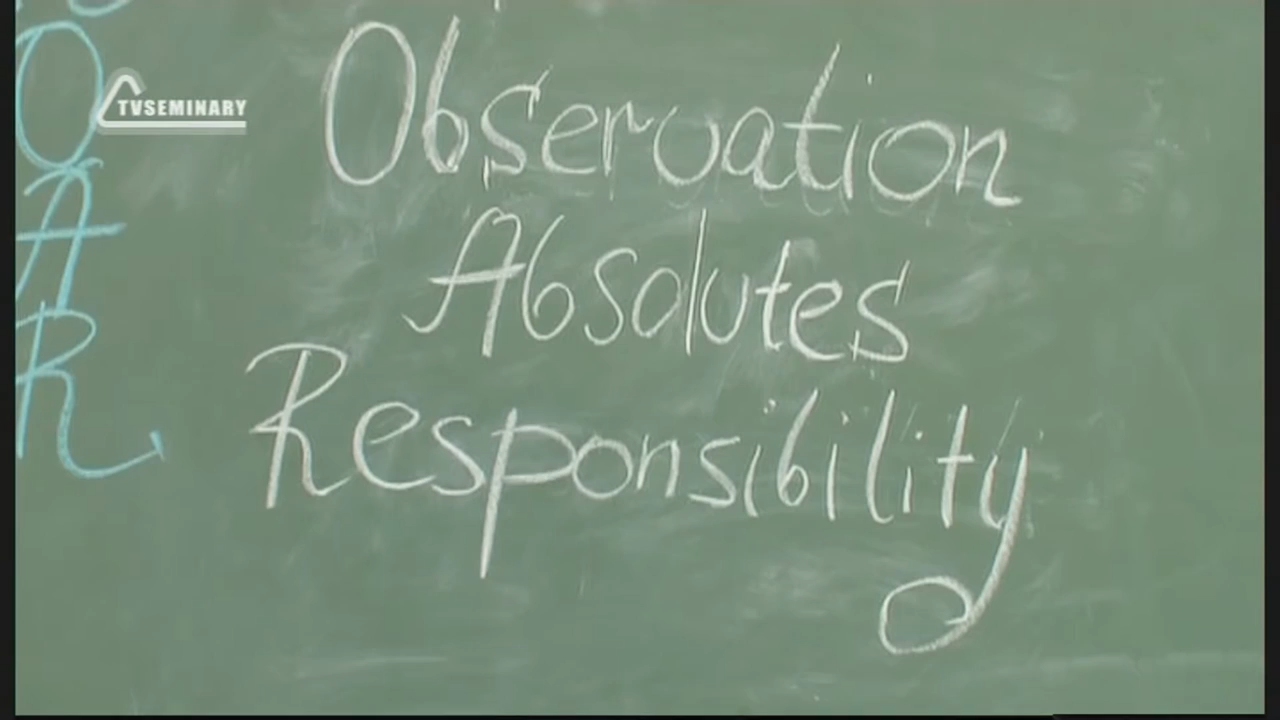 O
TVSEMINARY
Observation
A
Absolutes
R
Responsibility